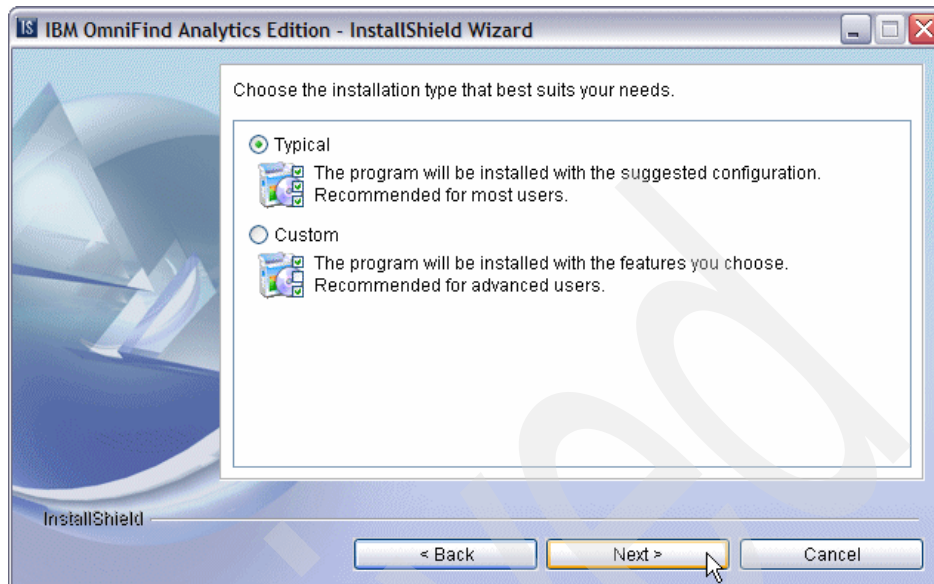 IS IBM OmniFind Analytics Edition - InstallShield Wizard
Choose the installation type that best suits your needs.
Typical
The program will be installed with the suggested configuration.
Recommended for most users.
Custom
The program will be installed with the features you choose.
Recommended for advanced users.
InstallShield
< Back
Next >
Cancel